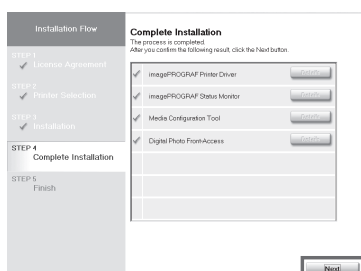 Installation Flow
STEP 1
License Agreement
STEP 2
Printer Selection
STEP 3
Installation
STEP 4
Complete Installation
STEP 5
Finish
Complete Installation
The process is completed.
After you confirm the following result, click the Next button.
imagePROGRAF Printer Driver
imagePROGRAF Status Monitor
Media Configuration Tool
Digital Photo Front-Access
Next